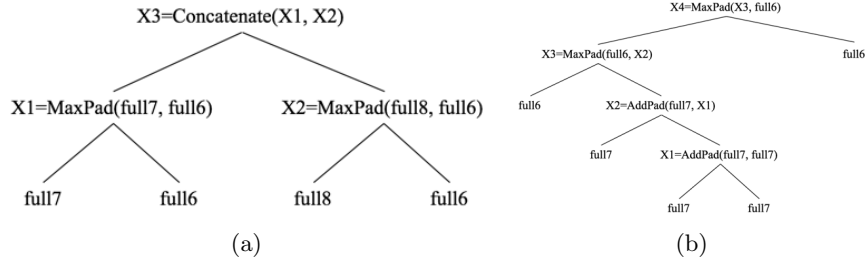 X3=Concatenate(X1, X2)
X1=MaxPad(full7, full6)
X2=MaxPad(full8, full6)
full7
full6
full8
full6
(a)
X4=MaxPad(X3, full6)
X3=MaxPad(full6, X2)
full6
full6
X2=AddPad(full7, X1)
full7
X1=AddPad(full7, full7)
full7
full7
(b)